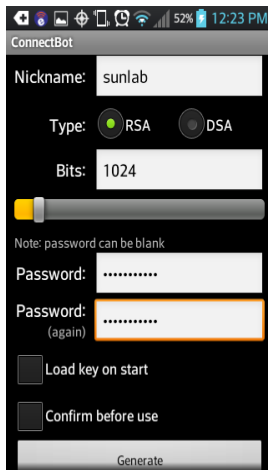 52% 12:23 PM
ConnectBot
Nickname: sunlab
Type: RSA DSA
Bits: 1024
Note: password can be blank
Password: •••••••••••
Password: •••••••••••
(again)
Load key on start
Confirm before use
Generate